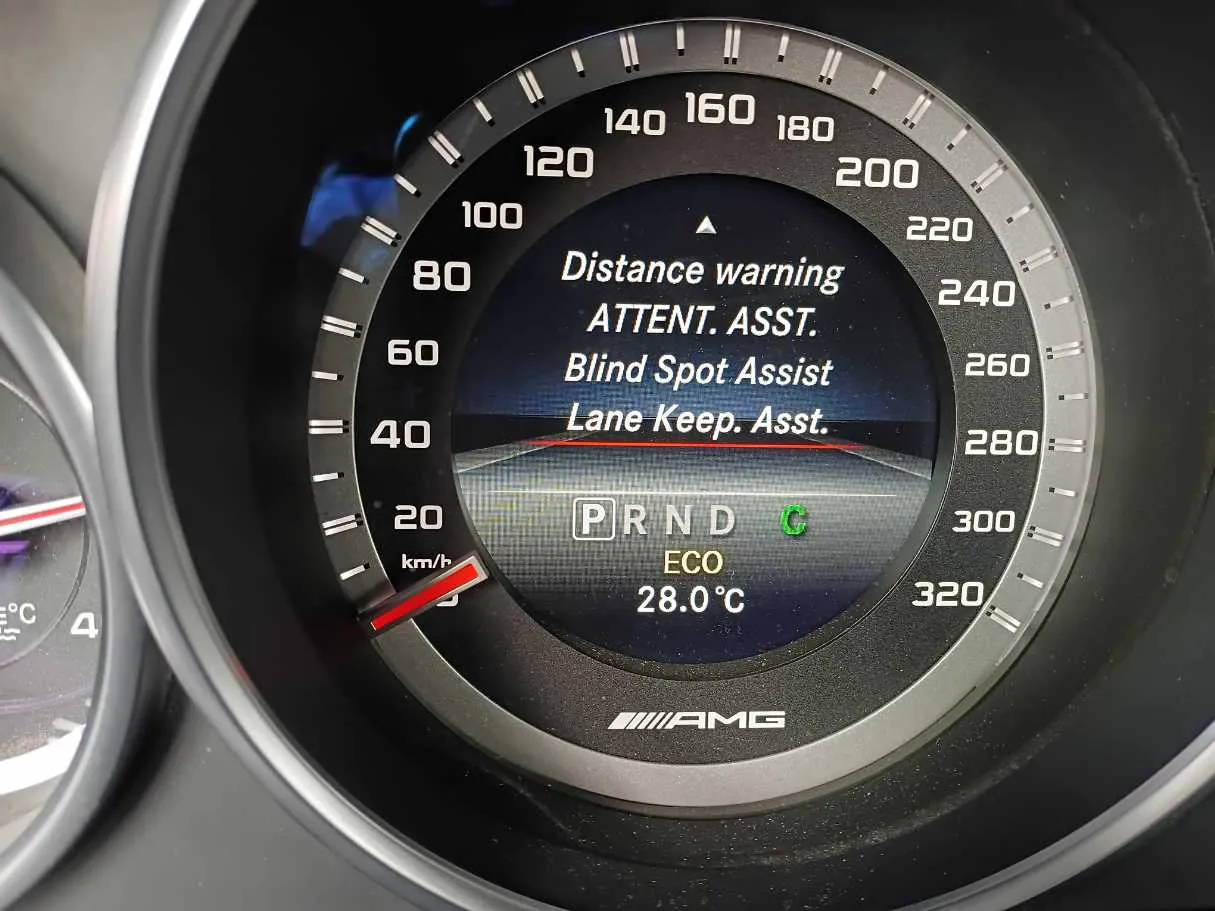 160
140
180
120
200
100
220
80
240
60
260
40
280
20
300
km/h
320
Distance warning
ATTENT. ASST.
Blind Spot Assist
Lane Keep. Asst.
P R N D C
ECO
28.0°C
AMG
°C
4